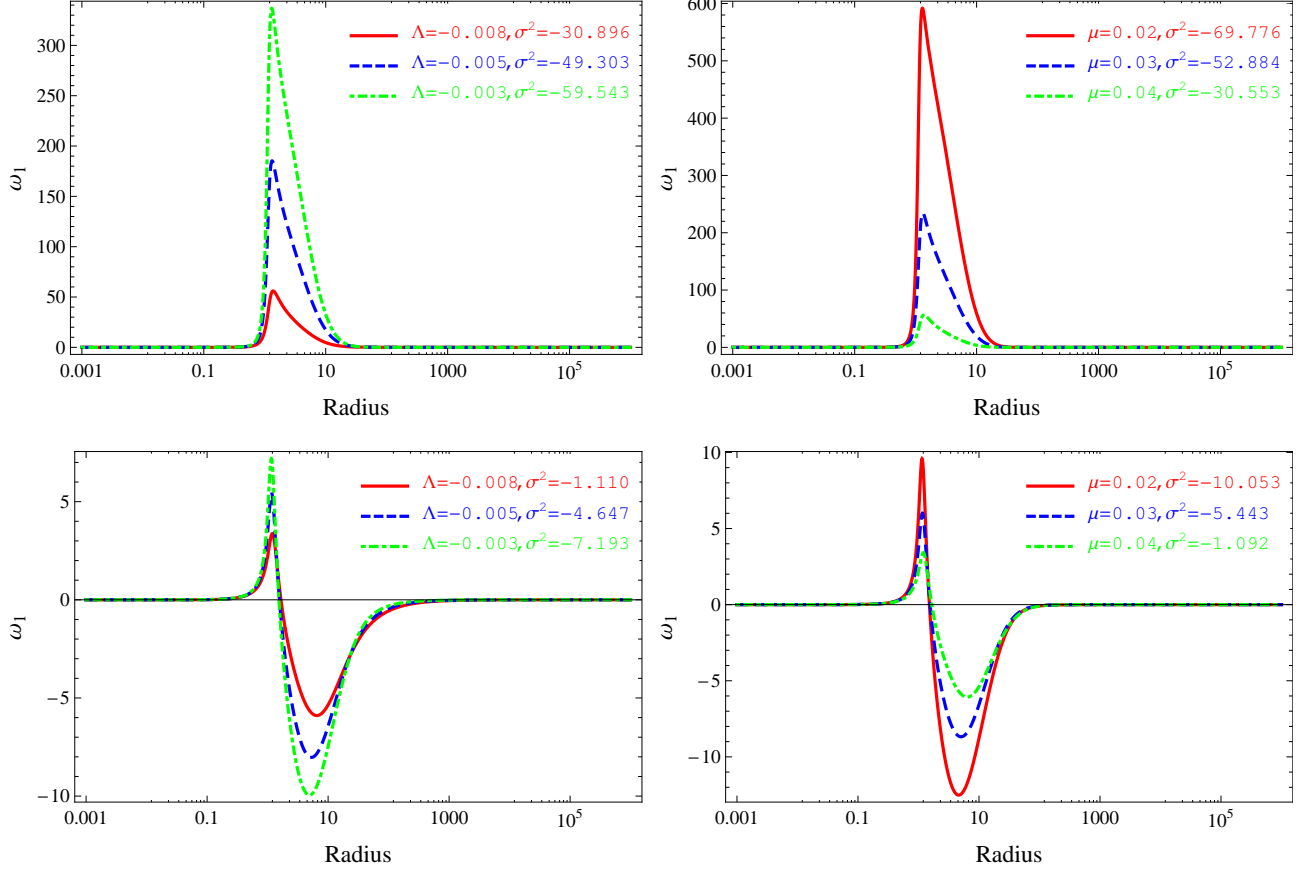 Λ=−0.008, σ²=−30.896
Λ=−0.005, σ²=−49.303
Λ=−0.003, σ²=−59.543
300
250
200
150
100
50
0
ω₁
0.001 0.1 10 1000 10⁵
Radius
μ=0.02, σ²=−69.776
μ=0.03, σ²=−52.884
μ=0.04, σ²=−30.553
600
500
400
300
200
100
0
ω₁
0.001 0.1 10 1000 10⁵
Radius
Λ=−0.008, σ²=−1.110
Λ=−0.005, σ²=−4.647
Λ=−0.003, σ²=−7.193
5
0
−5
−10
ω₁
0.001 0.1 10 1000 10⁵
Radius
μ=0.02, σ²=−10.053
μ=0.03, σ²=−5.443
μ=0.04, σ²=−1.092
10
5
0
−5
−10
ω₁
0.001 0.1 10 1000 10⁵
Radius